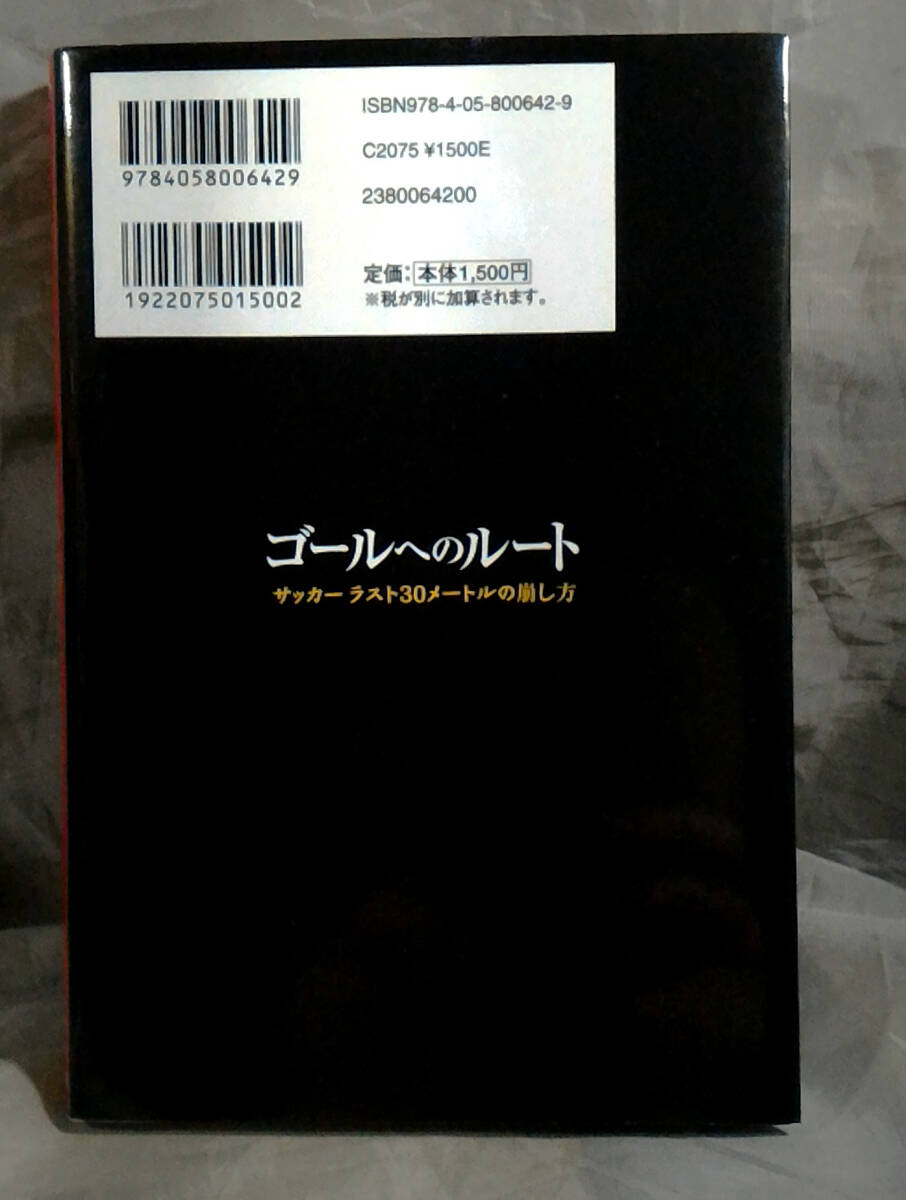 ISBN978-4-05-800642-9
9784058006429
C2075 ¥1500E
2380064200
1922075015002
定価：本体1,500円
※税が別に加算されます。
ゴールへのルート
サッカー ラスト30メートルの崩し方